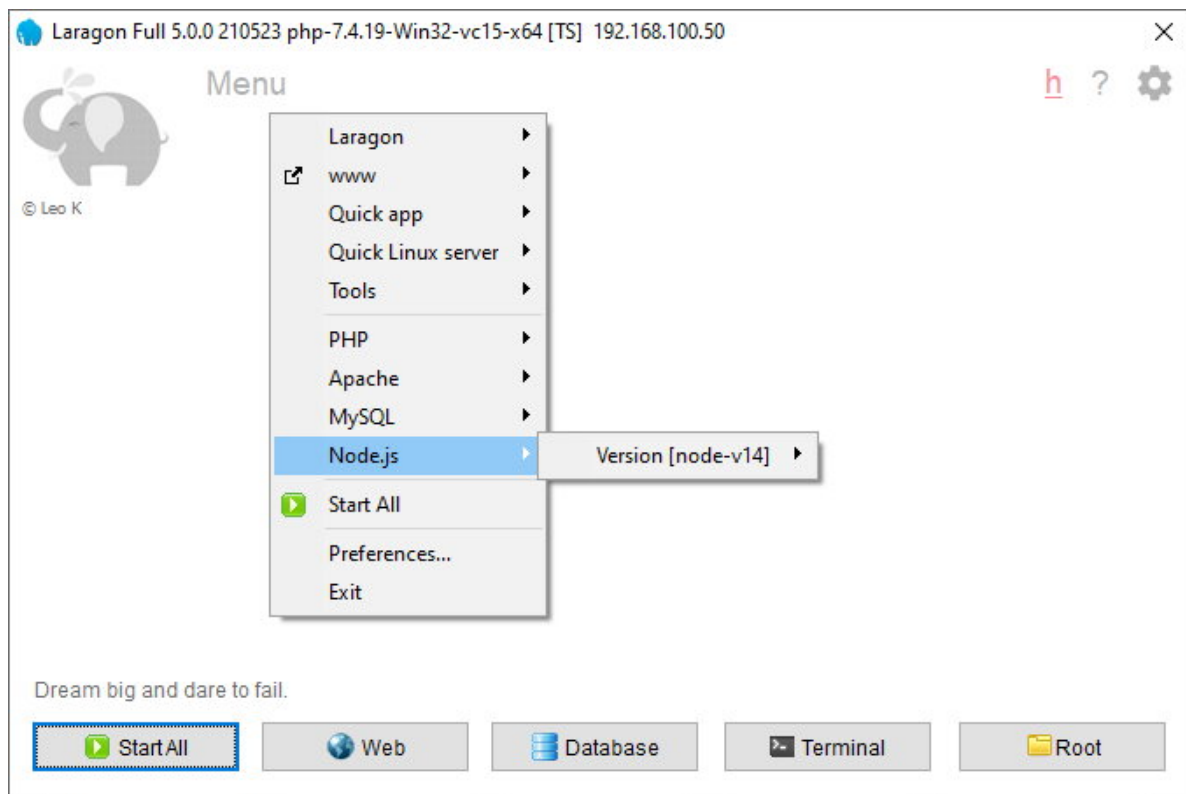 Laragon Full 5.0.0 210523 php-7.4.19-Win32-vc15-x64 [TS] 192.168.100.50
Menu
h ?
© Leo K
Laragon
www
Quick app
Quick Linux server
Tools
PHP
Apache
MySQL
Node.js
Version [node-v14]
Start All
Preferences...
Exit
Dream big and dare to fail.
Start All Web Database Terminal Root